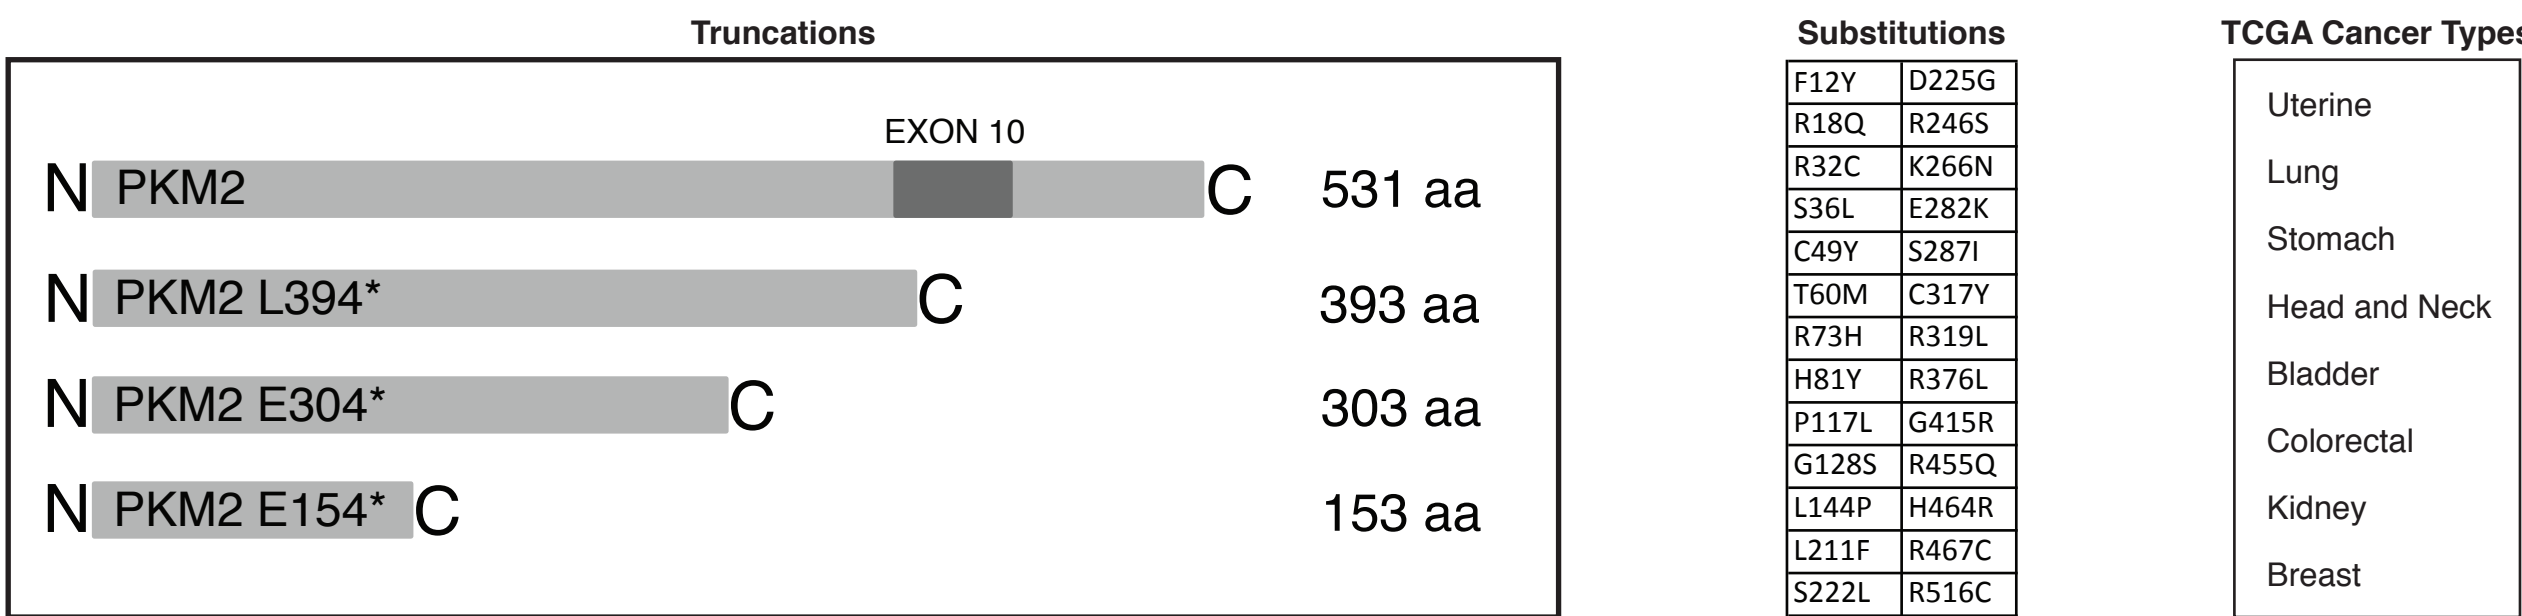 Truncations
EXON 10
N PKM2 C 531 aa
N PKM2 L394* C 393 aa
N PKM2 E304* C 303 aa
N PKM2 E154* C 153 aa
Substitutions
F12Y D225G
R18Q R246S
R32C K266N
S36L E282K
C49Y S287I
T60M C317Y
R73H R319L
H81Y R376L
P117L G415R
G128S R455Q
L144P H464R
L211F R467C
S222L R516C
TCGA Cancer Types
Uterine
Lung
Stomach
Head and Neck
Bladder
Colorectal
Kidney
Breast